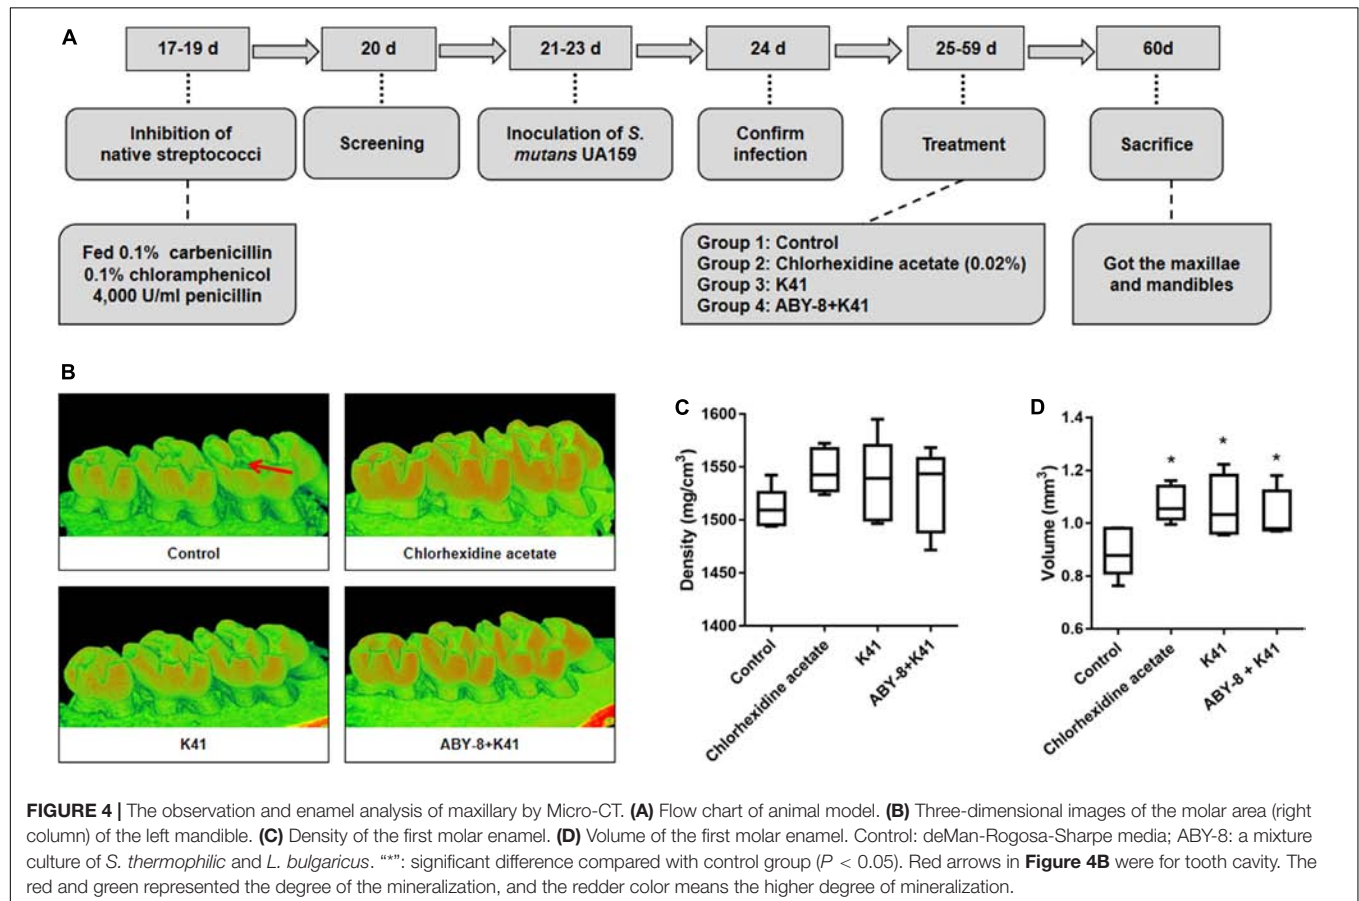 A
17-19 d
20 d
21-23 d
24 d
25-59 d
60d
Inhibition of
native streptococci
Screening
Inoculation of S.
mutans UA159
Confirm
infection
Treatment
Sacrifice
Fed 0.1% carbenicillin
0.1% chloramphenicol
4,000 U/ml penicillin
Group 1: Control
Group 2: Chlorhexidine acetate (0.02%)
Group 3: K41
Group 4: ABY-8+K41
Got the maxillae
and mandibles
B
Control
Chlorhexidine acetate
K41
ABY-8+K41
C
Density (mg/cm³)
1600
1550
1500
1450
1400
Control
Chlorhexidine acetate
K41
ABY-8+K41
D
Volume (mm³)
1.4
1.2
1.0
0.8
0.6
*
*
*
Control
Chlorhexidine acetate
K41
ABY-8 + K41
FIGURE 4 | The observation and enamel analysis of maxillary by Micro-CT. (A) Flow chart of animal model. (B) Three-dimensional images of the molar area (right
column) of the left mandible. (C) Density of the first molar enamel. (D) Volume of the first molar enamel. Control: deMan-Rogosa-Sharpe media; ABY-8: a mixture
culture of S. thermophilic and L. bulgaricus. “*”: significant difference compared with control group (P < 0.05). Red arrows in Figure 4B were for tooth cavity. The
red and green represented the degree of the mineralization, and the redder color means the higher degree of mineralization.